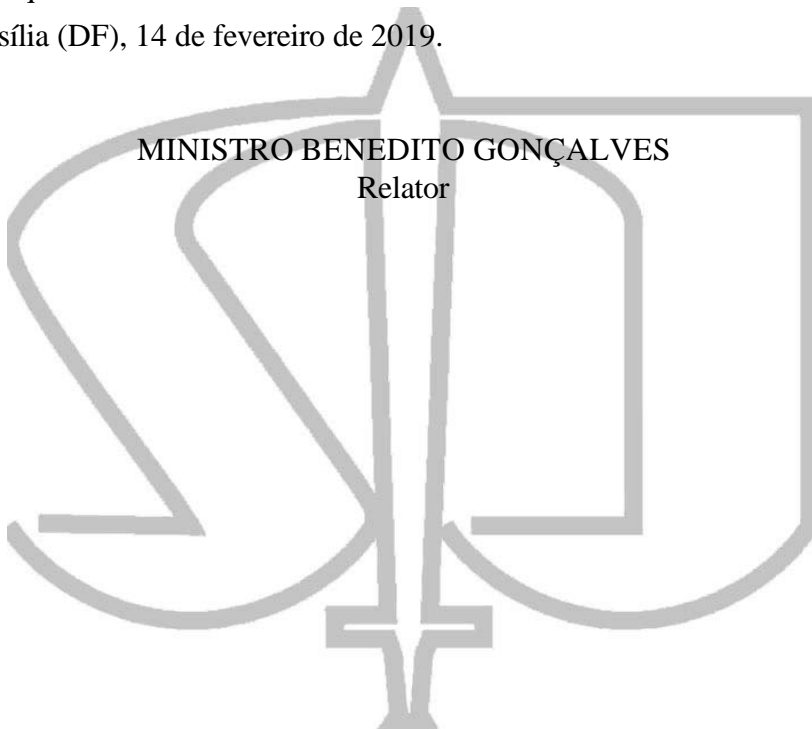 sília (DF), 14 de fevereiro de 2019.
MINISTRO BENEDITO GONÇALVES
Relator